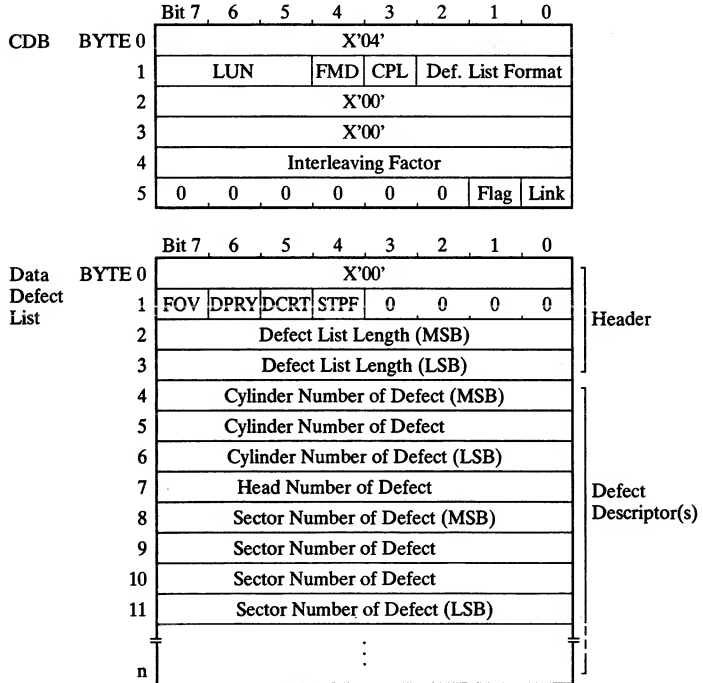 Bit 7 6 5 4 3 2 1 0
CDB BYTE 0 X'04'
1 LUN FMD CPL Def. List Format
2 X'00'
3 X'00'
4 Interleaving Factor
5 0 0 0 0 0 0 Flag Link
Bit 7 6 5 4 3 2 1 0
Data Defect List BYTE 0 X'00'
1 FOV DPRY DCRT STPF 0 0 0 0
2 Defect List Length (MSB)
3 Defect List Length (LSB)
Header
4 Cylinder Number of Defect (MSB)
5 Cylinder Number of Defect
6 Cylinder Number of Defect (LSB)
7 Head Number of Defect
8 Sector Number of Defect (MSB)
9 Sector Number of Defect
10 Sector Number of Defect
11 Sector Number of Defect (LSB)
n
Defect
Descriptor(s)